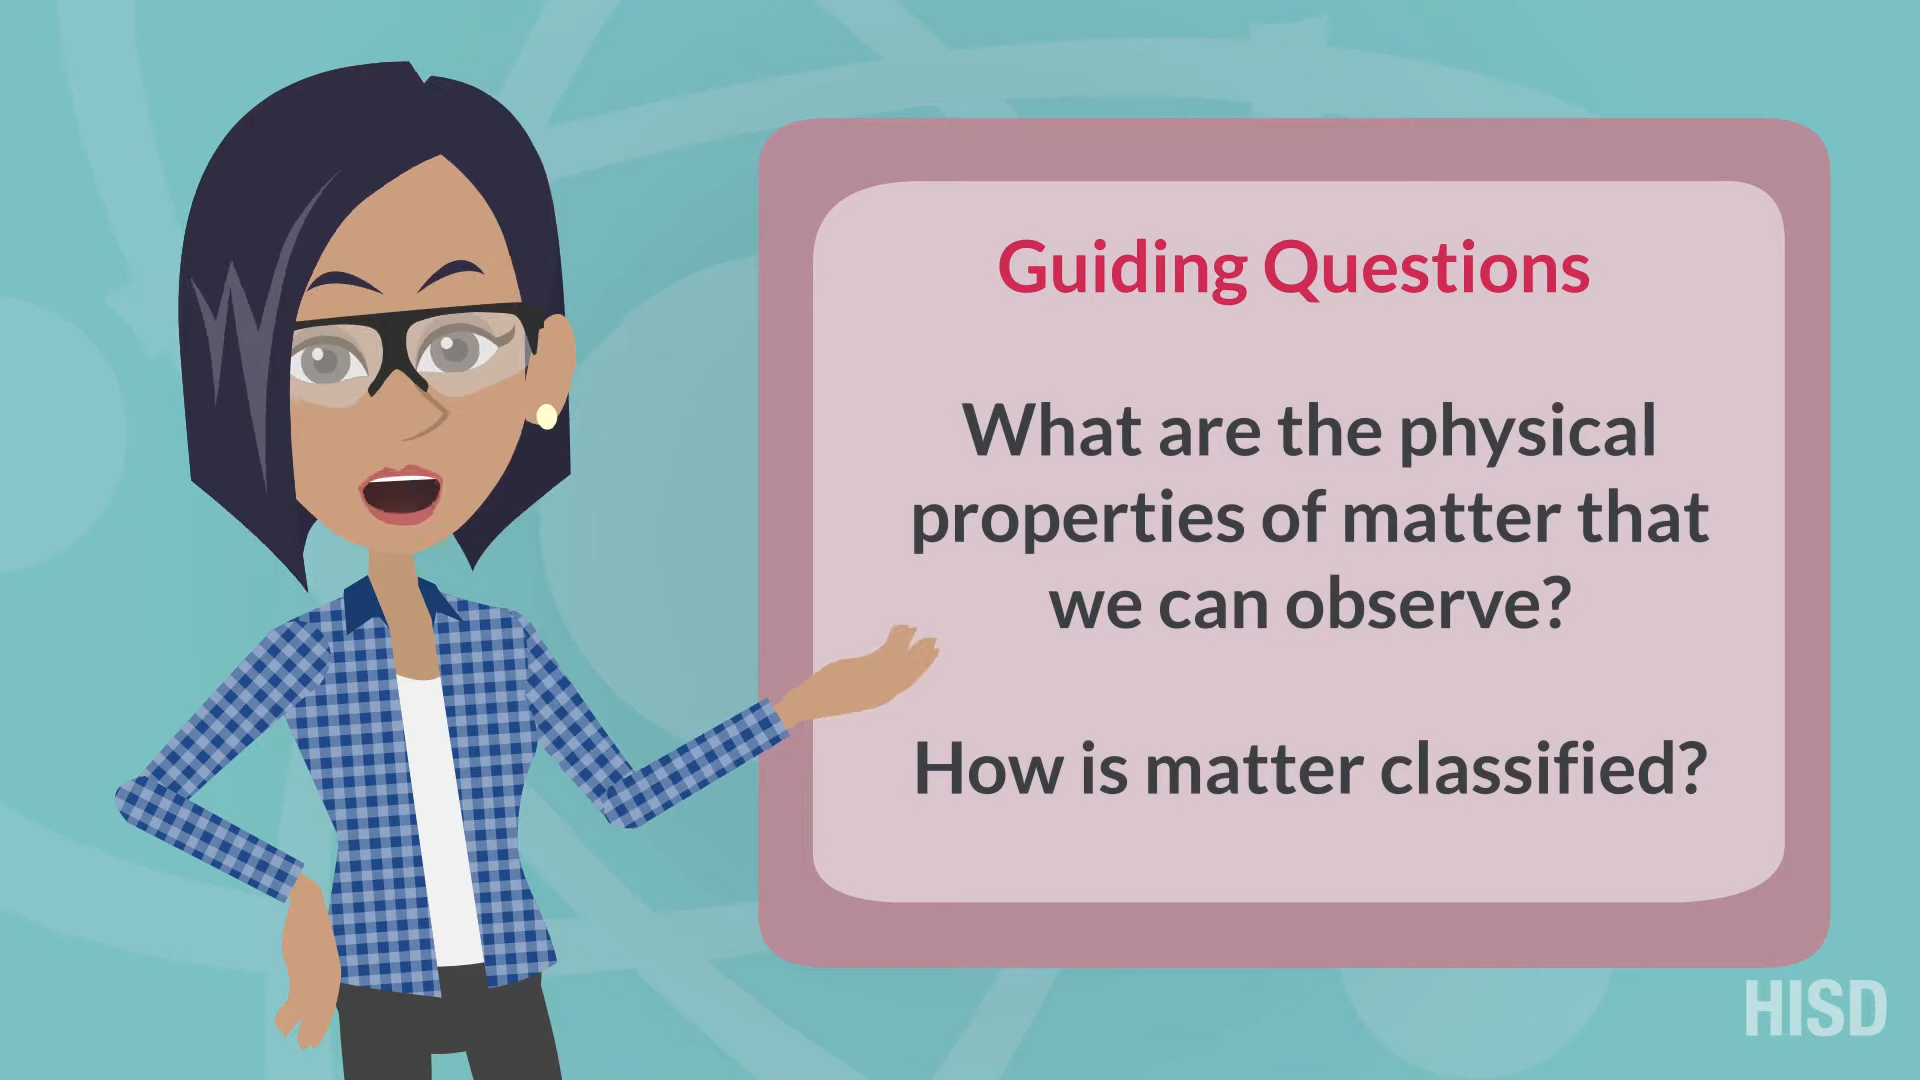 Guiding Questions
What are the physical
properties of matter that
we can observe?
How is matter classified?
HISD